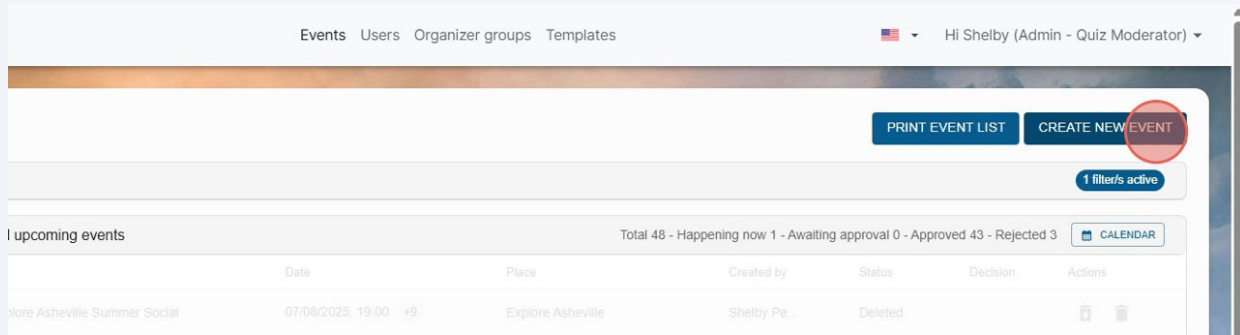 Events Users Organizer groups Templates Hi Shelby (Admin - Quiz Moderator)
PRINT EVENT LIST CREATE NEW EVENT
1 filter/s active
upcoming events Total 48 - Happening now 1 - Awaiting approval 0 - Approved 43 - Rejected 3 CALENDAR
Date Place Created by Status Decision Actions
plore Asheville Summer Social 07/08/2025, 19:00 +9 Explore Asheville Shelby Pe... Deleted